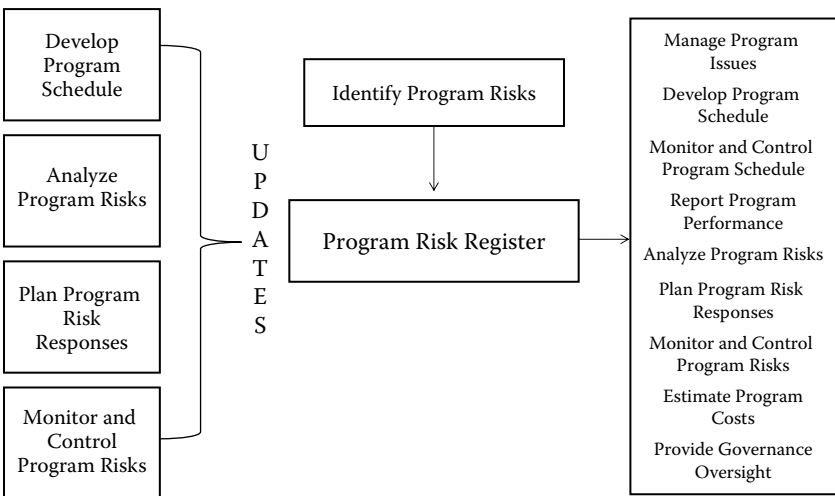 Develop
Program
Schedule
Analyze
Program Risks
Plan Program
Risk
Responses
Monitor and
Control
Program Risks
U
P
D
A
T
E
S
Identify Program Risks
Program Risk Register
Manage Program
Issues
Develop Program
Schedule
Monitor and Control
Program Schedule
Report Program
Performance
Analyze Program Risks
Plan Program Risk
Responses
Monitor and Control
Program Risks
Estimate Program
Costs
Provide Governance
Oversight